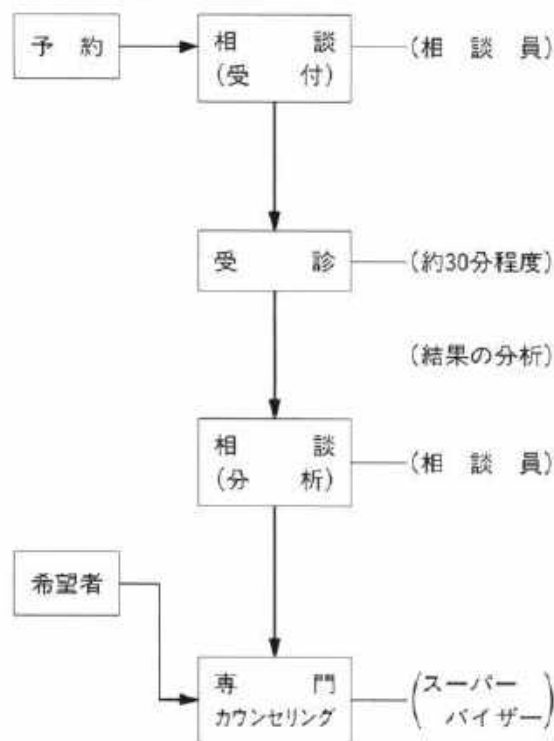 予約
相談
(受付)
(相談員)
受診
(約30分程度)
(結果の分析)
相談
(分析)
(相談員)
希望者
専門
カウンセリング
(スーパー
バイザー)